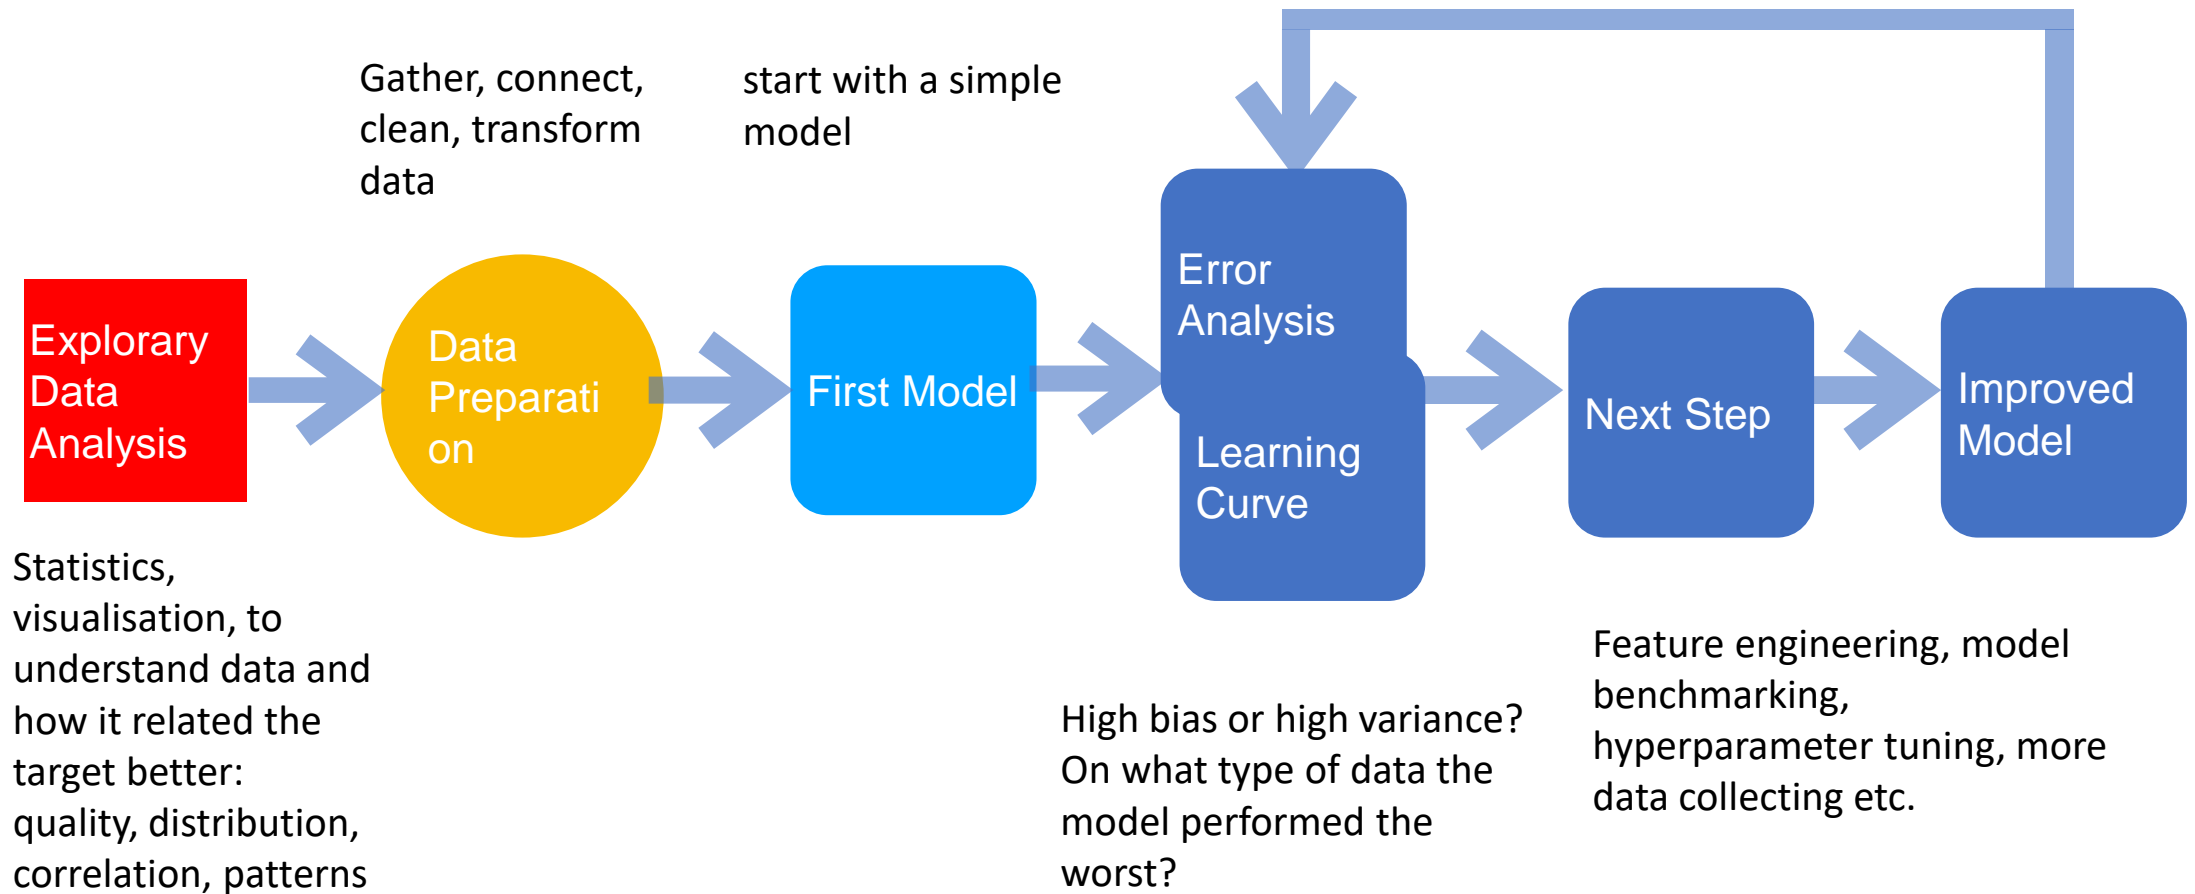 Gather, connect,
clean, transform
data
start with a simple
model
Explorary
Data
Analysis
Data
Preparati
on
First Model
Error
Analysis
Learning
Curve
Next Step
Improved
Model
Statistics,
visualisation, to
understand data and
how it related the
target better:
quality, distribution,
correlation, patterns
High bias or high variance?
On what type of data the
model performed the
worst?
Feature engineering, model
benchmarking,
hyperparameter tuning, more
data collecting etc.